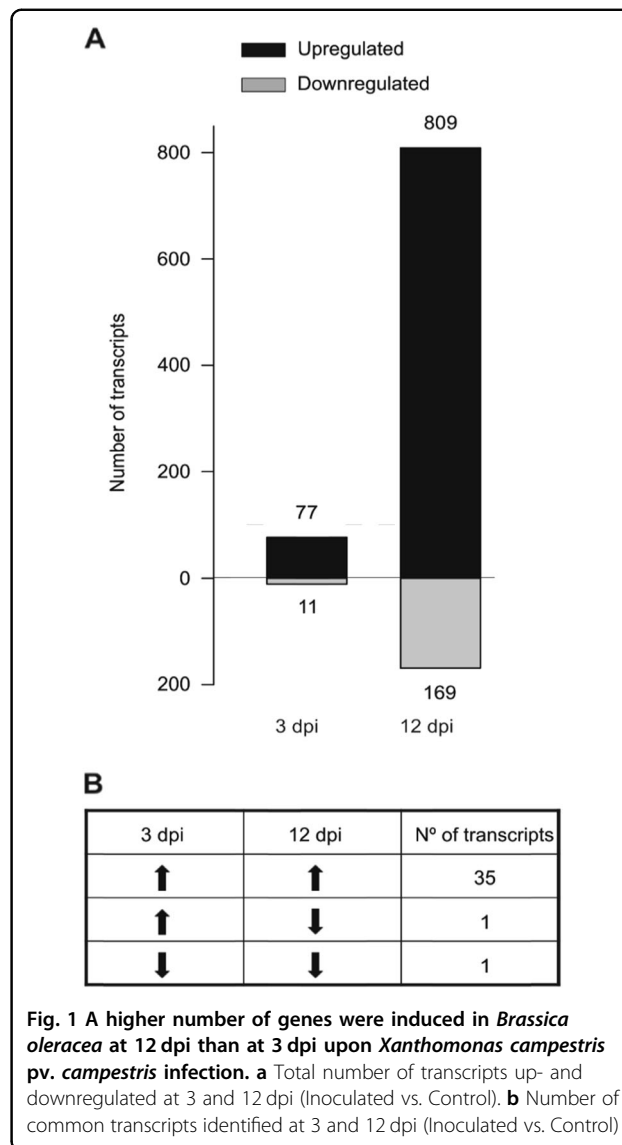 A
Upregulated
Downregulated
809
800
600
400
200
77
0
11
200
169
3 dpi 12 dpi
Number of transcripts
B
3 dpi 12 dpi Nº of transcripts
⬆ ⬆ 35
⬆ ⬇ 1
⬇ ⬇ 1
Fig. 1 A higher number of genes were induced in Brassica
oleracea at 12 dpi than at 3 dpi upon Xanthomonas campestris
pv. campestris infection. a Total number of transcripts up- and
downregulated at 3 and 12 dpi (Inoculated vs. Control). b Number of
common transcripts identified at 3 and 12 dpi (Inoculated vs. Control)